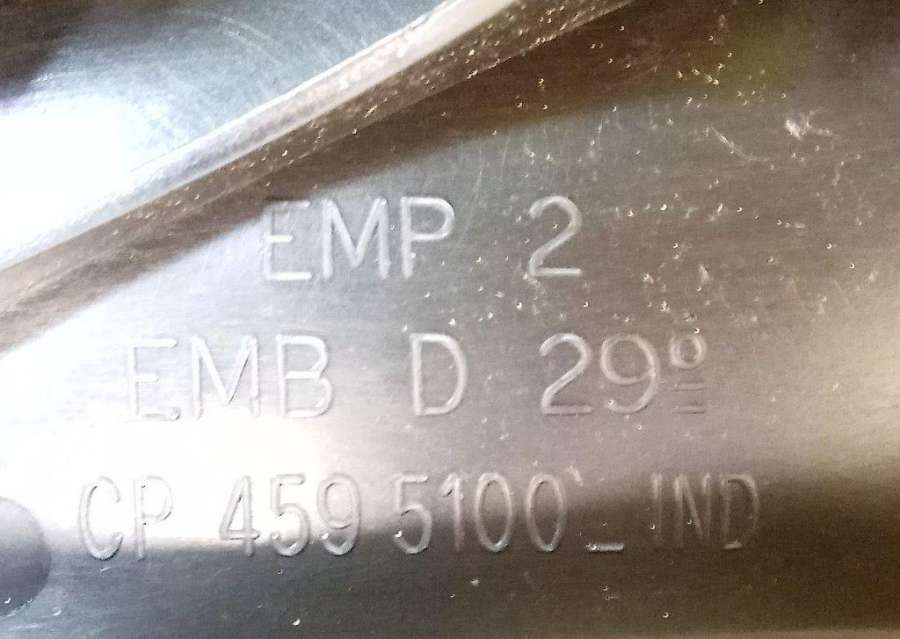 EMP 2
EMB D 29º
CP 459 5100_IND